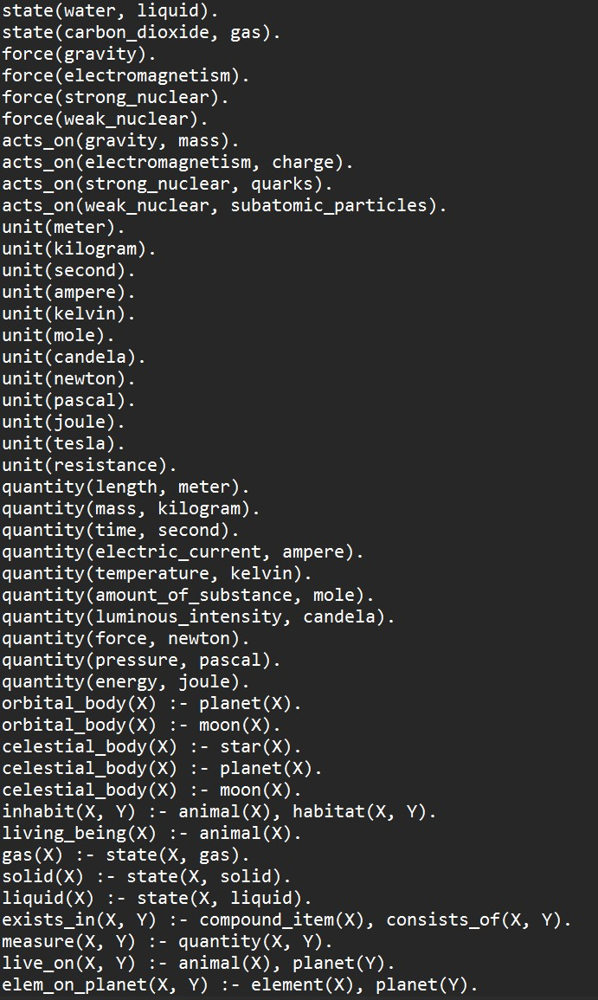 state(water, liquid).
state(carbon_dioxide, gas).
force(gravity).
force(electromagnetism).
force(strong_nuclear).
force(weak_nuclear).
acts_on(gravity, mass).
acts_on(electromagnetism, charge).
acts_on(strong_nuclear, quarks).
acts_on(weak_nuclear, subatomic_particles).
unit(meter).
unit(kilogram).
unit(second).
unit(ampere).
unit(kelvin).
unit(mole).
unit(candela).
unit(newton).
unit(pascal).
unit(joule).
unit(tesla).
unit(resistance).
quantity(length, meter).
quantity(mass, kilogram).
quantity(time, second).
quantity(electric_current, ampere).
quantity(temperature, kelvin).
quantity(amount_of_substance, mole).
quantity(luminous_intensity, candela).
quantity(force, newton).
quantity(pressure, pascal).
quantity(energy, joule).
orbital_body(X) :- planet(X).
orbital_body(X) :- moon(X).
celestial_body(X) :- star(X).
celestial_body(X) :- planet(X).
celestial_body(X) :- moon(X).
inhabit(X, Y) :- animal(X), habitat(X, Y).
living_being(X) :- animal(X).
gas(X) :- state(X, gas).
solid(X) :- state(X, solid).
liquid(X) :- state(X, liquid).
exists_in(X, Y) :- compound_item(X), consists_of(X, Y).
measure(X, Y) :- quantity(X, Y).
live_on(X, Y) :- animal(X), planet(Y).
elem_on_planet(X, Y) :- element(X), planet(Y).